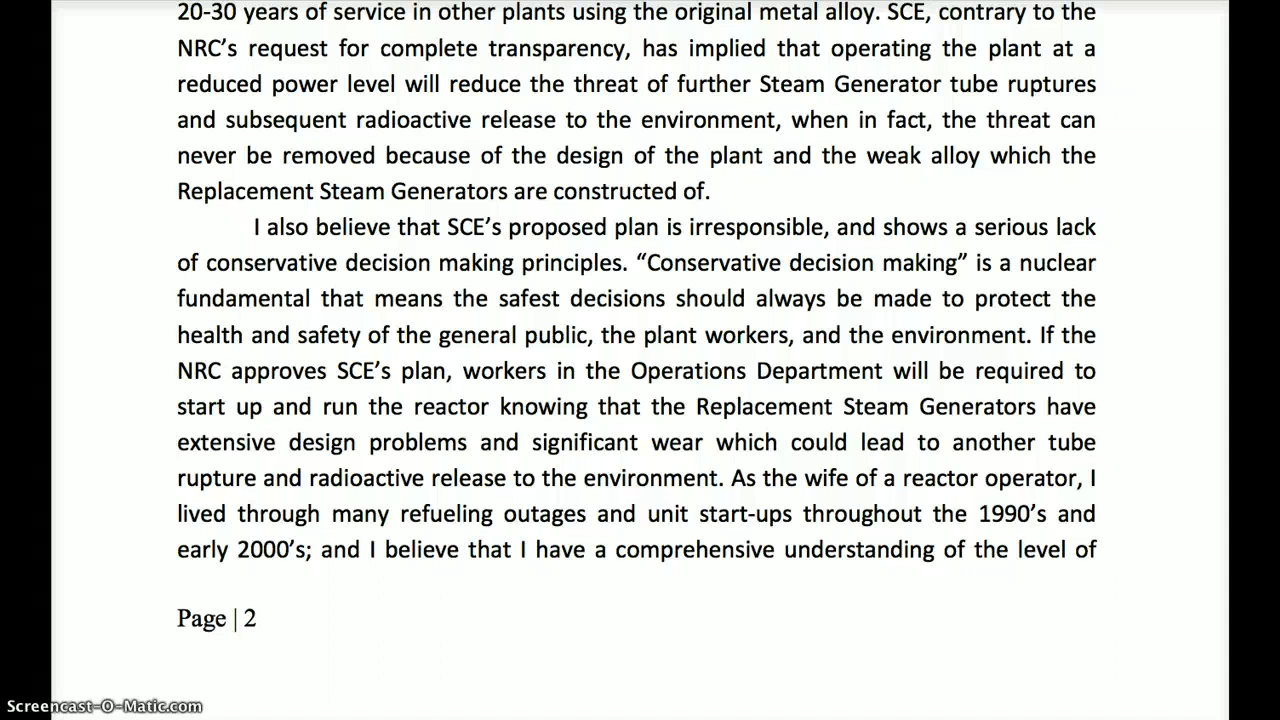 20-30 years of service in other plants using the original metal alloy. SCE, contrary to the
NRC’s request for complete transparency, has implied that operating the plant at a
reduced power level will reduce the threat of further Steam Generator tube ruptures
and subsequent radioactive release to the environment, when in fact, the threat can
never be removed because of the design of the plant and the weak alloy which the
Replacement Steam Generators are constructed of.
I also believe that SCE’s proposed plan is irresponsible, and shows a serious lack
of conservative decision making principles. “Conservative decision making” is a nuclear
fundamental that means the safest decisions should always be made to protect the
health and safety of the general public, the plant workers, and the environment. If the
NRC approves SCE’s plan, workers in the Operations Department will be required to
start up and run the reactor knowing that the Replacement Steam Generators have
extensive design problems and significant wear which could lead to another tube
rupture and radioactive release to the environment. As the wife of a reactor operator, I
lived through many refueling outages and unit start-ups throughout the 1990’s and
early 2000’s; and I believe that I have a comprehensive understanding of the level of
Page | 2
Screencast-O-Matic.com